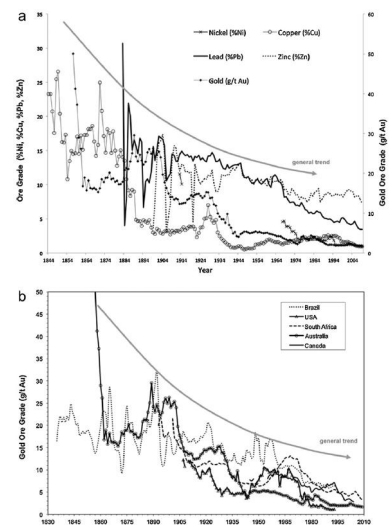 a
35
30
25
20
15
10
5
0
60
50
40
30
20
10
0
Ore Grade (%Ni, %Cu, %Pb, %Zn)
Gold Ore Grade (g/t Au)
Nickel (%Ni)
Copper (%Cu)
Lead (%Pb)
Zinc (%Zn)
Gold (g/t Au)
general trend
1844 1854 1864 1874 1884 1894 1904 1914 1924 1934 1944 1954 1964 1974 1984 1994 2004
Year
b
50
45
40
35
30
25
20
15
10
5
0
Gold Ore Grade (g/t Au)
Brazil
USA
South Africa
Australia
Canada
general trend
1830 1845 1860 1875 1890 1905 1920 1935 1950 1965 1980 1995 2010